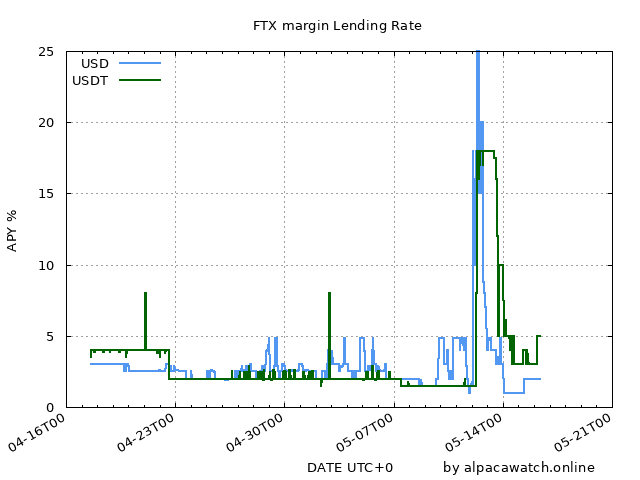 FTX margin Lending Rate
25
20
15
10
5
0
APY %
USD
USDT
04-16T00
04-23T00
04-30T00
05-07T00
05-14T00
05-21T00
DATE UTC+0
by alpacawatch.online